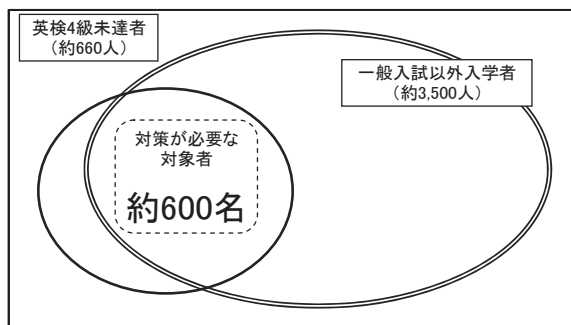 英検4級未達者
（約660人）
一般入試以外入学者
（約3,500人）
対策が必要な
対象者
約600名